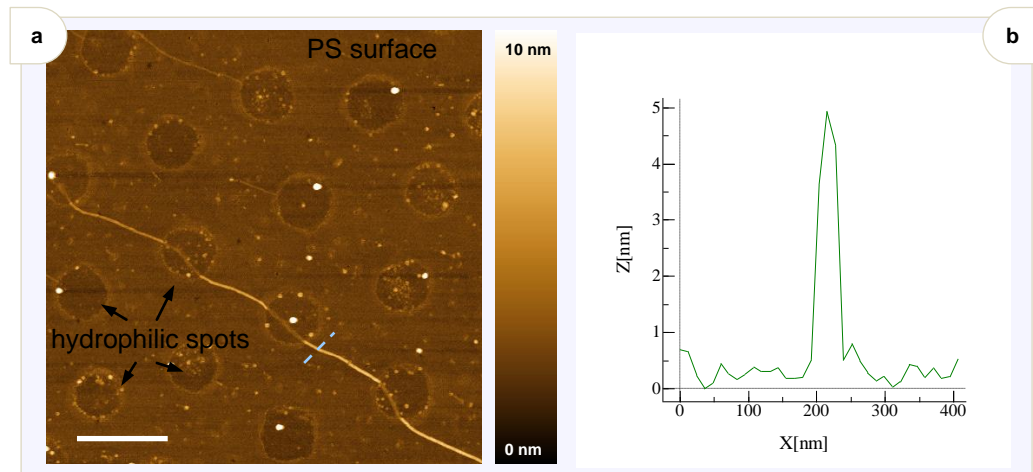 a
PS surface
hydrophilic spots
10 nm
0 nm
b
5
4
3
2
1
0
Z[nm]
0 100 200 300 400
X[nm]